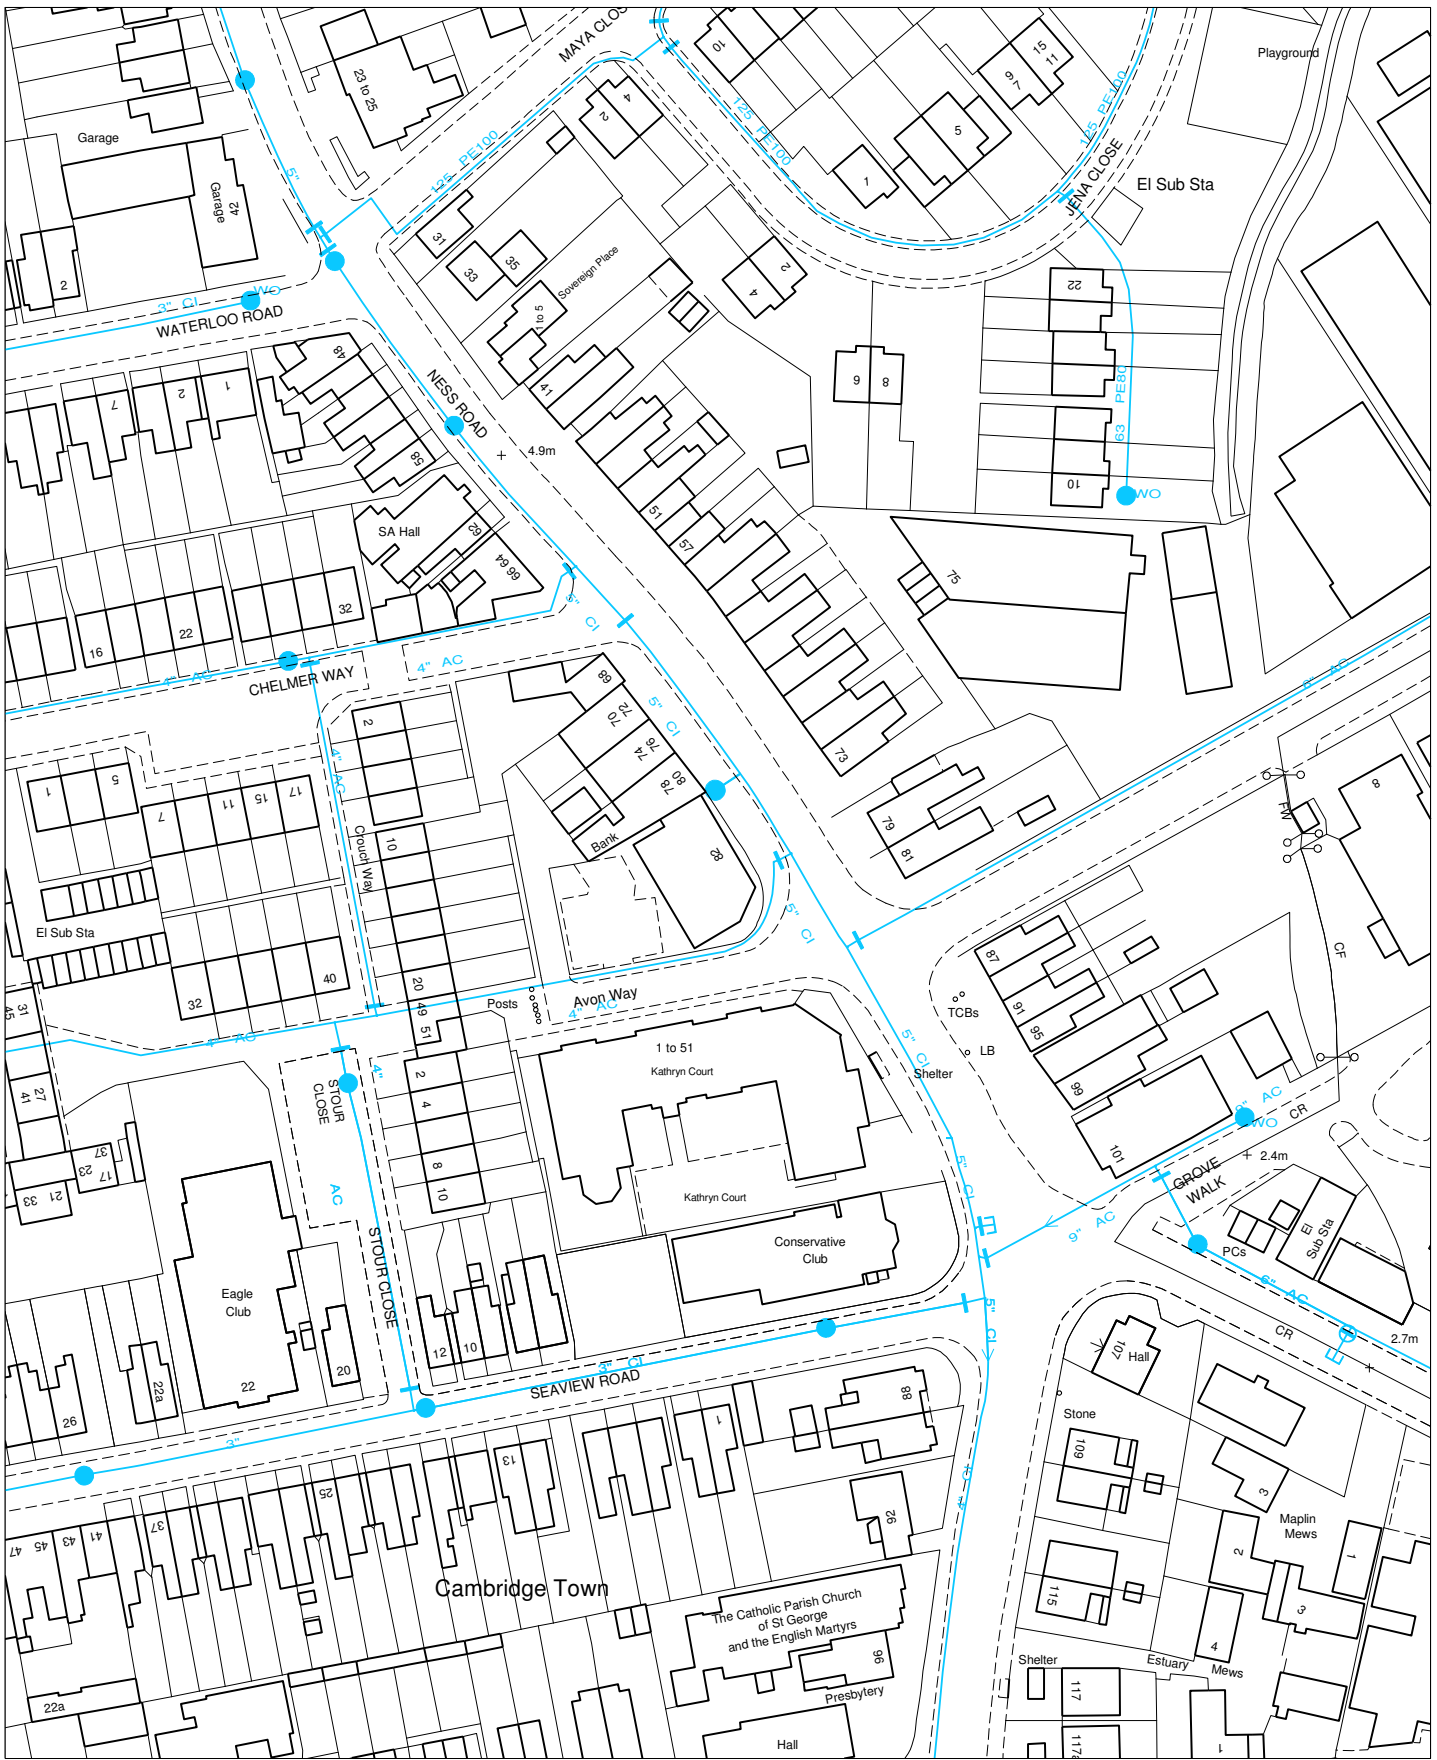 MAYA CLOSE
10
15
11
9
7
Playground
23 to 25
4
2
125 PE100
5
125 PE100
Garage
5"
125 PE100
1
JENA CLOSE
El Sub Sta
Garage
42
31
33
35
Sovereign Place
2
4
2
22
WO
3" CI
WATERLOO ROAD
1 to 5
48
NESS ROAD
41
6
8
PE80
63
7
2
1
4.9m
58
10
WO
SA Hall
62
51
57
64
66
75
32
22
16
5" CI
4" AC
4" AC
CHELMER WAY
68
72
70
5" CI
6" AC
2
4" AC
76
74
80
78
73
1
5
7
11
15
17
Crouch Way
10
Bank
82
79
81
FW
8
5" CI
El Sub Sta
32
40
20
49
51
Posts
Avon Way
4" AC
87
91
95
TCBs
LB
CF
31
45
4" AC
4"
1 to 51
Kathryn Court
5" CI
Shelter
99
27
41
STOUR
CLOSE
2
4
9" AC
WO
CR
37
23
17
8
10
101
2.4m
GROVE
WALK
33
21
AC
Kathryn Court
5" CI
9" AC
PCs
El
Sub Sta
STOUR CLOSE
Conservative
Club
Eagle
Club
6" AC
5" CI
CR
2.7m
12
10
20
22
22a
26
3" CI
SEAVIEW ROAD
107
Hall
88
1
3"
13
Stone
109
25
37
41
43
45
47
92
3
Maplin
Mews
2
1
3
115
Cambridge Town
The Catholic Parish Church
of St George
and the English Martyrs
96
Presbytery
Shelter
Estuary
Mews
4
117
22a
Hall
117a
1